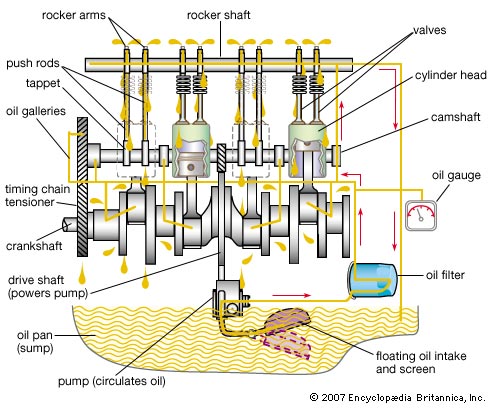 rocker arms
rocker shaft
valves
push rods
tappet
cylinder head
oil galleries
camshaft
timing chain
tensioner
oil gauge
crankshaft
drive shaft
(powers pump)
oil filter
oil pan
(sump)
floating oil intake
and screen
pump (circulates oil)
© 2007 Encyclopædia Britannica, Inc.